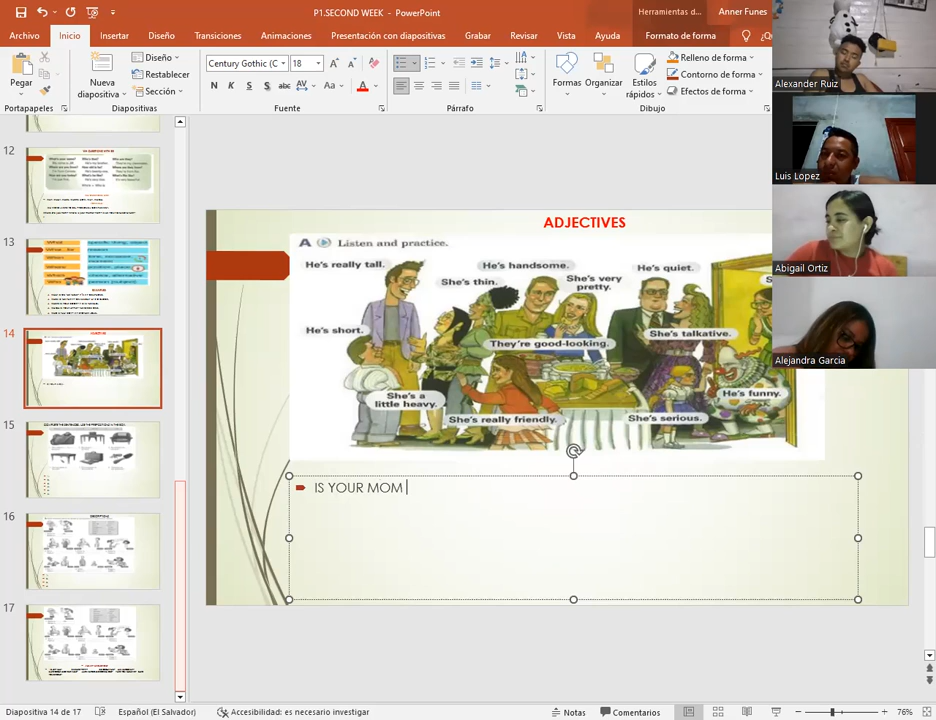 P1.SECOND WEEK - PowerPoint
Herramientas d...
Anner Funes
Archivo
Inicio
Insertar
Diseño
Transiciones
Animaciones
Presentación con diapositivas
Grabar
Revisar
Vista
Ayuda
Formato de forma
Pegar
Nueva diapositiva
Diseño
Restablecer
Sección
Century Gothic (C
18
N K S abc AV Aa A
Formas
Organizar
Estilos rápidos
Relleno de forma
Contorno de forma
Efectos de forma
Portapapeles
Diapositivas
Fuente
Párrafo
Dibujo
Alexander Ruiz
Luis Lopez
Abigail Ortiz
Alejandra Garcia
12
13
14
15
16
17
ADJECTIVES
A Listen and practice.
He's really tall.
He's handsome.
He's quiet.
She's thin.
She's very pretty.
He's short.
She's talkative.
They're good-looking.
She's a little heavy.
He's funny.
She's really friendly.
She's serious.
IS YOUR MOM
Diapositiva 14 de 17
Español (El Salvador)
Accesibilidad: es necesario investigar
Notas
Comentarios
76%